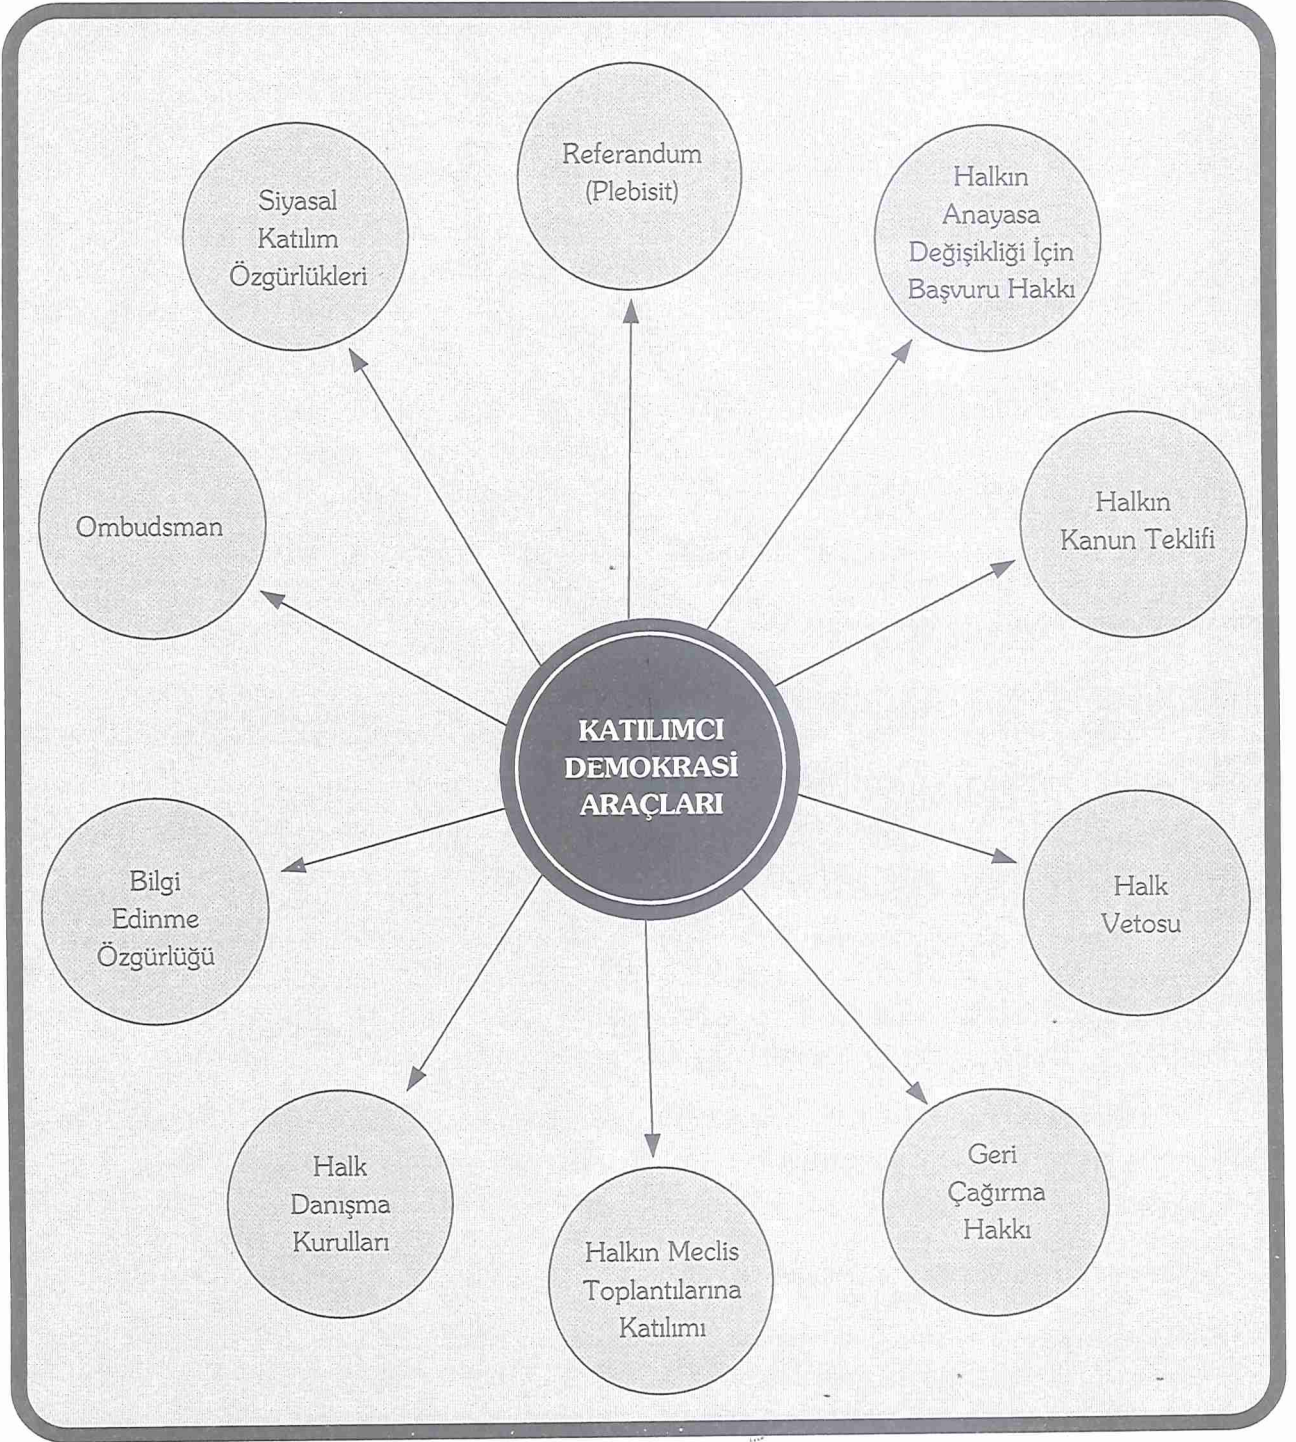 Referandum
(Plebisit)
Halkın
Anayasa
Değişikliği İçin
Başvuru Hakkı
Halkın
Kanun Teklifi
Halk
Vetosu
Geri
Çağırma
Hakkı
Halkın Meclis
Toplantılarına
Katılımı
Halk
Danışma
Kurulları
Bilgi
Edinme
Özgürlüğü
Ombudsman
Siyasal
Katılım
Özgürlükleri
KATILIMCI
DEMOKRASİ
ARAÇLARI